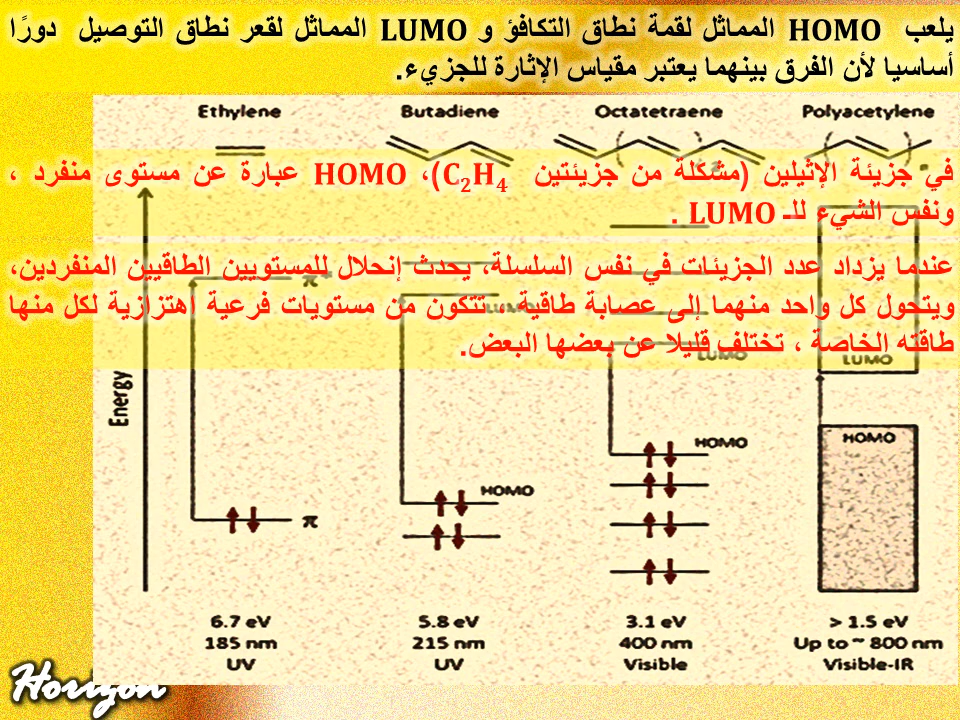 يلعب HOMO المماثل لقمة نطاق التكافؤ و LUMO المماثل لقعر نطاق التوصيل دورًا
أساسيا لأن الفرق بينهما يعتبر مقياس الإثارة للجزيء.
Ethylene Butadiene Octatetraene Polyacetylene
في جزيئة الإثيلين (مشكلة من جزيئتين C₂H₄)، HOMO عبارة عن مستوى منفرد ،
ونفس الشيء للـ LUMO .
عندما يزداد عدد الجزيئات في نفس السلسلة، يحدث إنحلال للمستويين الطاقيين المنفردين،
π*
ويتحول كل واحد منهما إلى عصابة طاقية ، تتكون من مستويات فرعية اهتزازية لكل منها
LUMO
طاقته الخاصة ، تختلف قليلا عن بعضها البعض.
LUMO LUMO
Energy
HOMO HOMO
HOMO
π
6.7 eV 5.8 eV 3.1 eV > 1.5 eV
185 nm 215 nm 400 nm Up to ~ 800 nm
UV UV Visible Visible-IR
Horizon